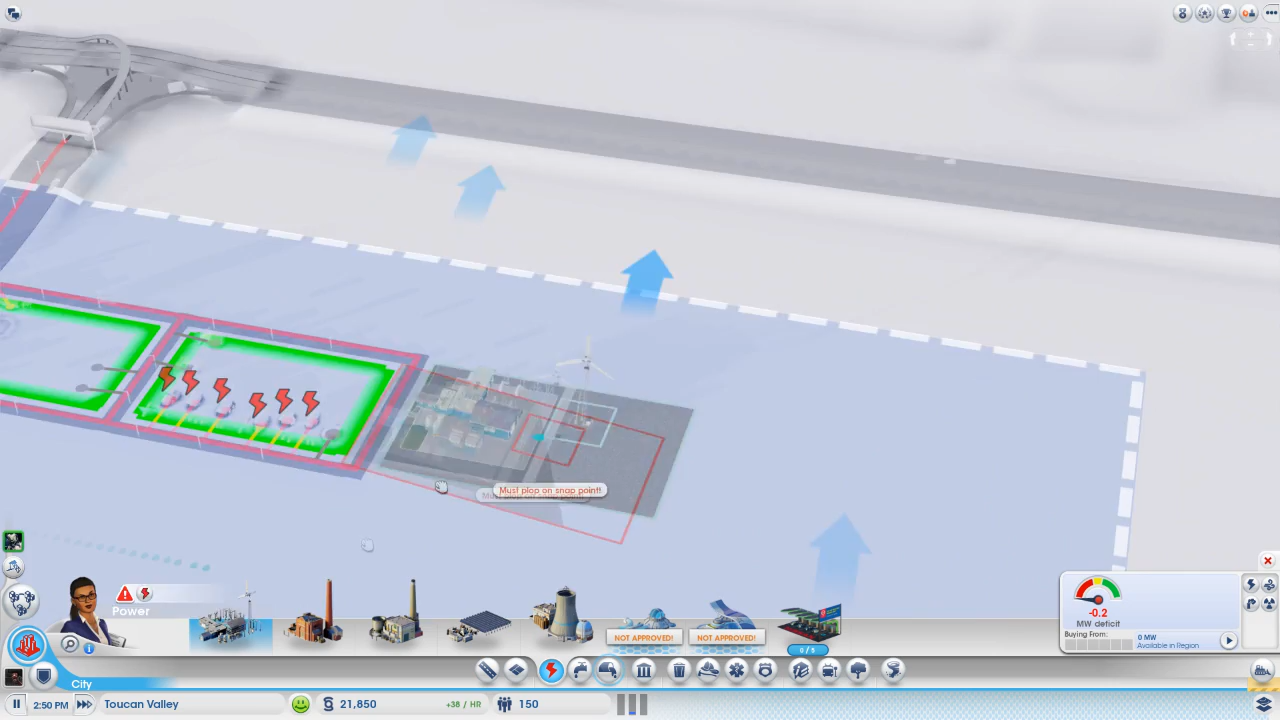 Must plop on snap point!
Power
NOT APPROVED!
NOT APPROVED!
0 / 5
-0.2
MW deficit
Buying From:
0 MW
Available in Region
City
2:50 PM
Toucan Valley
21,850
+38 / HR
150